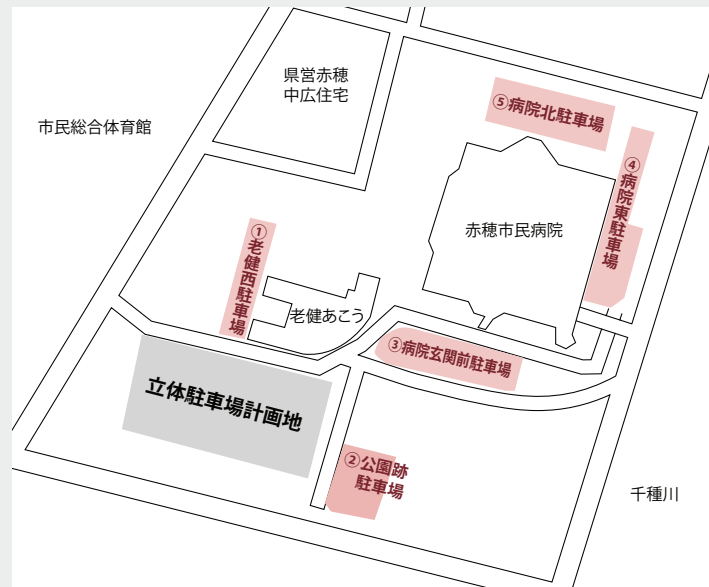 県営赤穂
中広住宅
市民総合体育館
⑤病院北駐車場
④病院東駐車場
赤穂市民病院
①老健西駐車場
老健あこう
③病院玄関前駐車場
立体駐車場計画地
②公園跡
駐車場
千種川